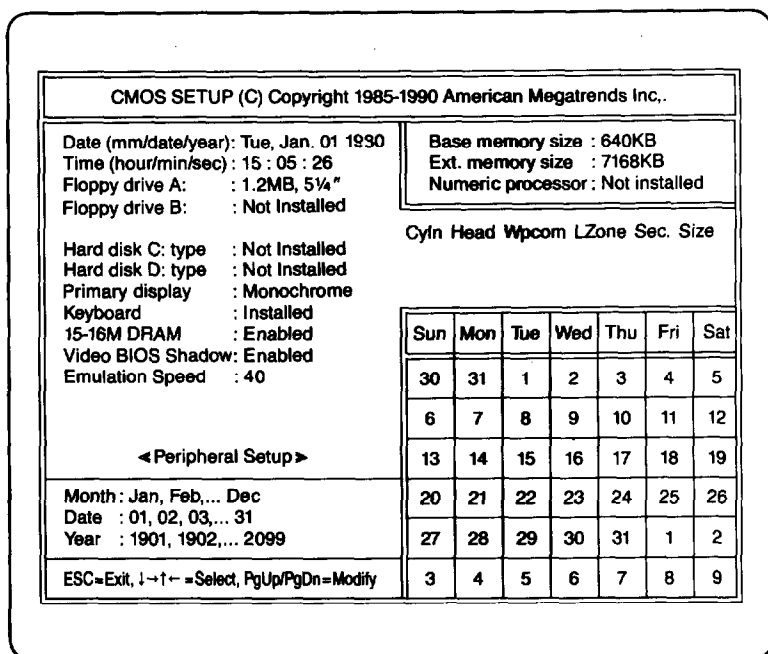 CMOS SETUP (C) Copyright 1985-1990 American Megatrends Inc,.
Date (mm/date/year): Tue, Jan. 01 1980
Time (hour/min/sec) : 15 : 05 : 26
Floppy drive A: : 1.2MB, 5¼"
Floppy drive B: : Not Installed
Hard disk C: type : Not Installed
Hard disk D: type : Not Installed
Primary display : Monochrome
Keyboard : Installed
15-16M DRAM : Enabled
Video BIOS Shadow: Enabled
Emulation Speed : 40
◄Peripheral Setup►
Month : Jan, Feb,... Dec
Date : 01, 02, 03,... 31
Year : 1901, 1902,... 2099
ESC=Exit, ↓→↑← =Select, PgUp/PgDn=Modify
Base memory size : 640KB
Ext. memory size : 7168KB
Numeric processor : Not installed
Cyln Head Wpcom LZone Sec. Size
Sun Mon Tue Wed Thu Fri Sat
30 31 1 2 3 4 5
6 7 8 9 10 11 12
13 14 15 16 17 18 19
20 21 22 23 24 25 26
27 28 29 30 31 1 2
3 4 5 6 7 8 9